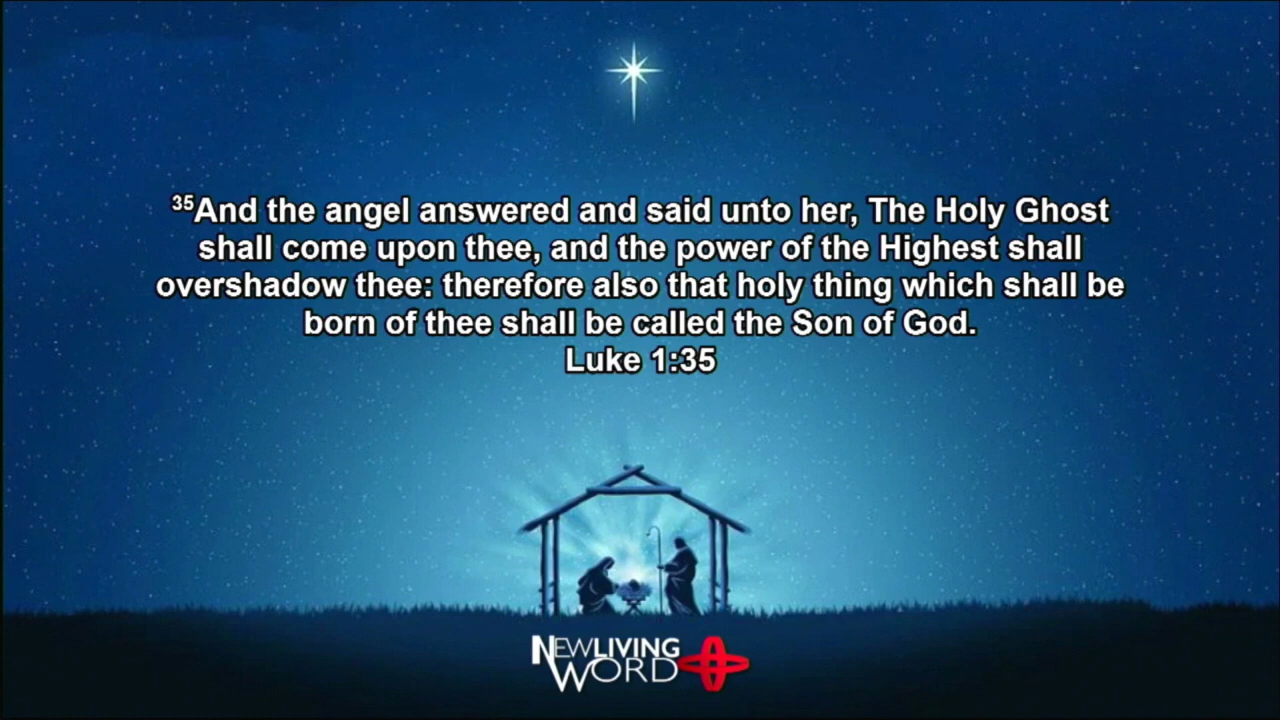 35And the angel answered and said unto her, The Holy Ghost
shall come upon thee, and the power of the Highest shall
overshadow thee: therefore also that holy thing which shall be
born of thee shall be called the Son of God.
Luke 1:35
NEWLIVING
WORD